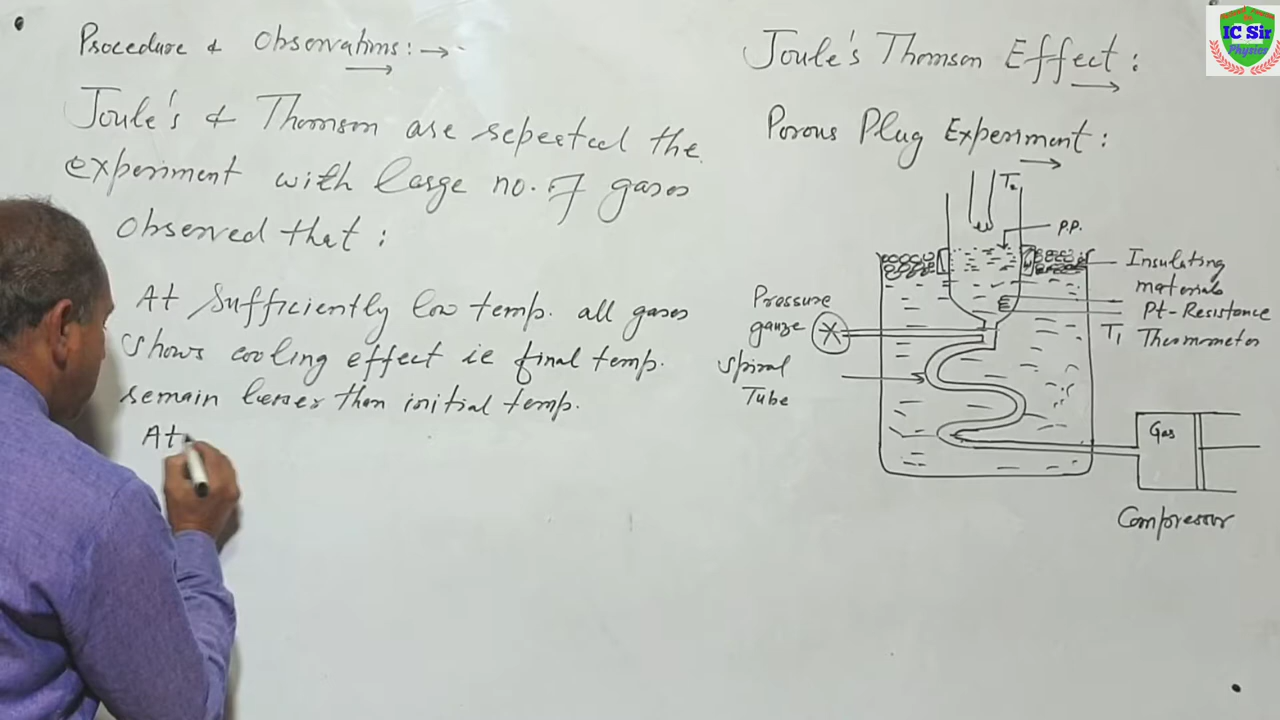 Procedure & Observations: →
Joule's & Thomson are repeated the
experiment with large no. of gases
observed that :
At sufficiently low temp. all gases
shows cooling effect ie final temp.
remain lesser than initial temp.
At
Joule's Thomson Effect :
Porous Plug Experiment :
T₂
P.P.
Insulating
materials
Pt-Resistance
T₁ Thermometer
Pressure
gauze
Spiral
Tube
Gas
Compressor
IC Sir
Physics